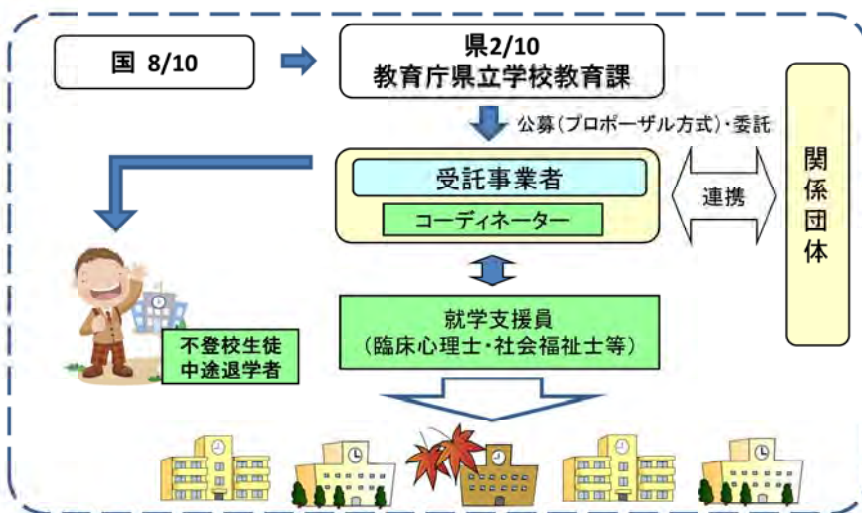 国 8/10
県2/10
教育庁県立学校教育課
公募(プロポーザル方式)・委託
受託事業者
コーディネーター
連携
関係団体
就学支援員
(臨床心理士・社会福祉士等)
不登校生徒
中途退学者